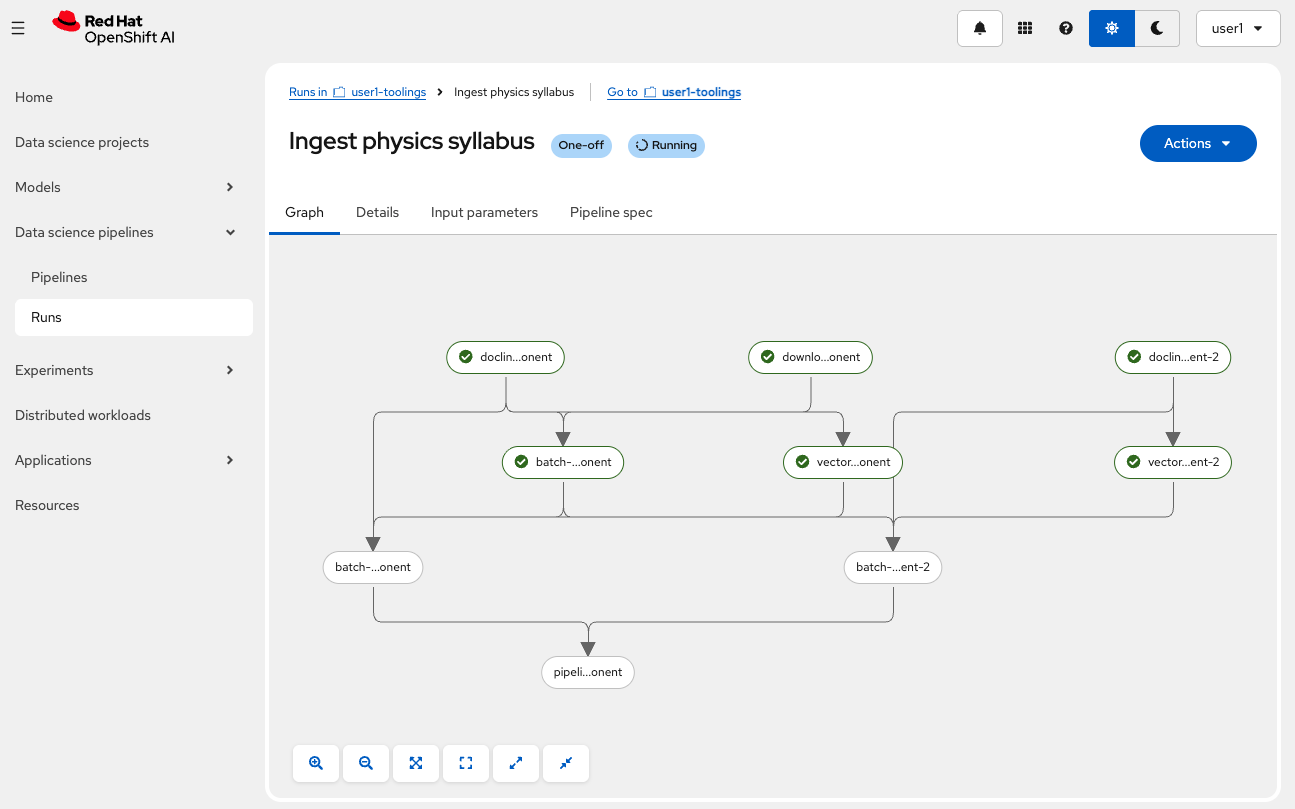 Red Hat
OpenShift AI
user1
Home
Data science projects
Models
Data science pipelines
Pipelines
Runs
Experiments
Distributed workloads
Applications
Resources
Runs in user1-toolings Ingest physics syllabus Go to user1-toolings
Ingest physics syllabus One-off Running
Actions
Graph Details Input parameters Pipeline spec
doclin...onent downlo...onent doclin...ent-2
batch-...onent vector...onent vector...ent-2
batch-...onent batch-...ent-2
pipeli...onent